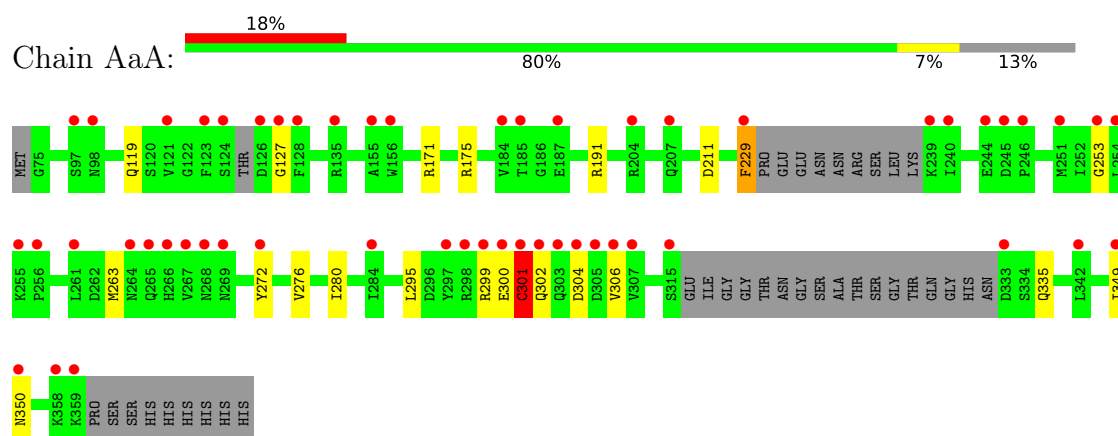 18%
Chain AaA:
80% 7% 13%
MET G75 S97 N98 Q119 S120 V121 G122 F123 S124 THR D126 G127 F128 R135 A155 W156 R171 R175 V184 T185 G186 E187 R191 R204 Q207 D211 F229 PRO GLU GLU ASN ASN ARG SER LEU LYS K239 I240 E244 D245 P246 M251 I252 G253 L254
K255 P256 L261 D262 M263 N264 Q265 H266 V267 N268 N269 Y272 V276 I280 I284 L295 D296 Y297 R298 R299 E300 C301 Q302 Q303 D304 D305 V306 V307 S315 GLU ILE GLY GLY THR ASN GLY SER ALA THR SER GLY THR GLN GLY HIS ASN D333 S334 Q335 L342 I349
N350 K358 K359 PRO SER SER HIS HIS HIS HIS HIS HIS